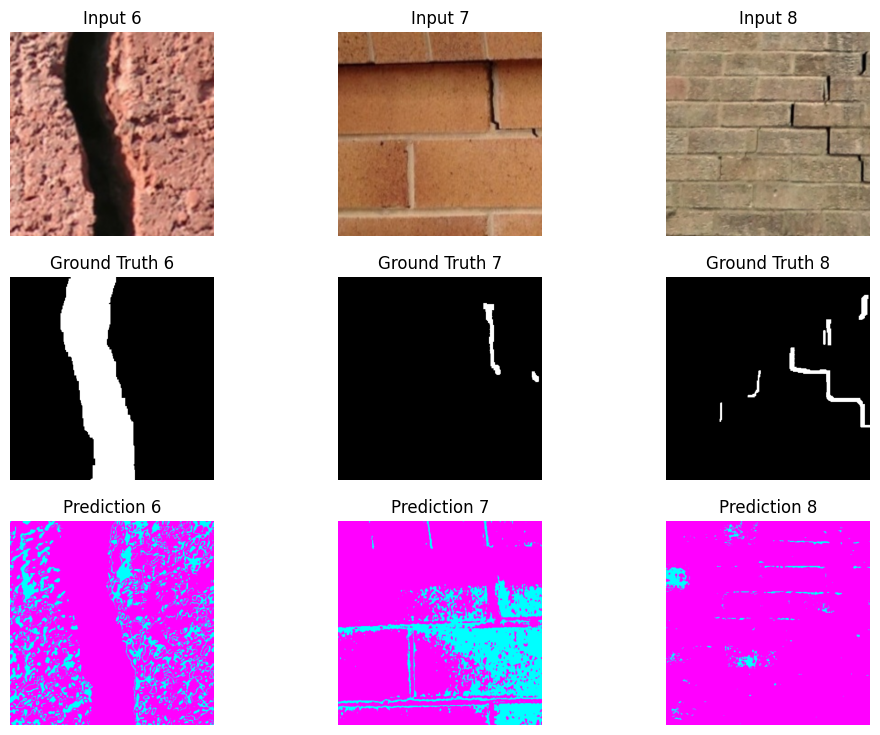 Input 6
Input 7
Input 8
Ground Truth 6
Ground Truth 7
Ground Truth 8
Prediction 6
Prediction 7
Prediction 8